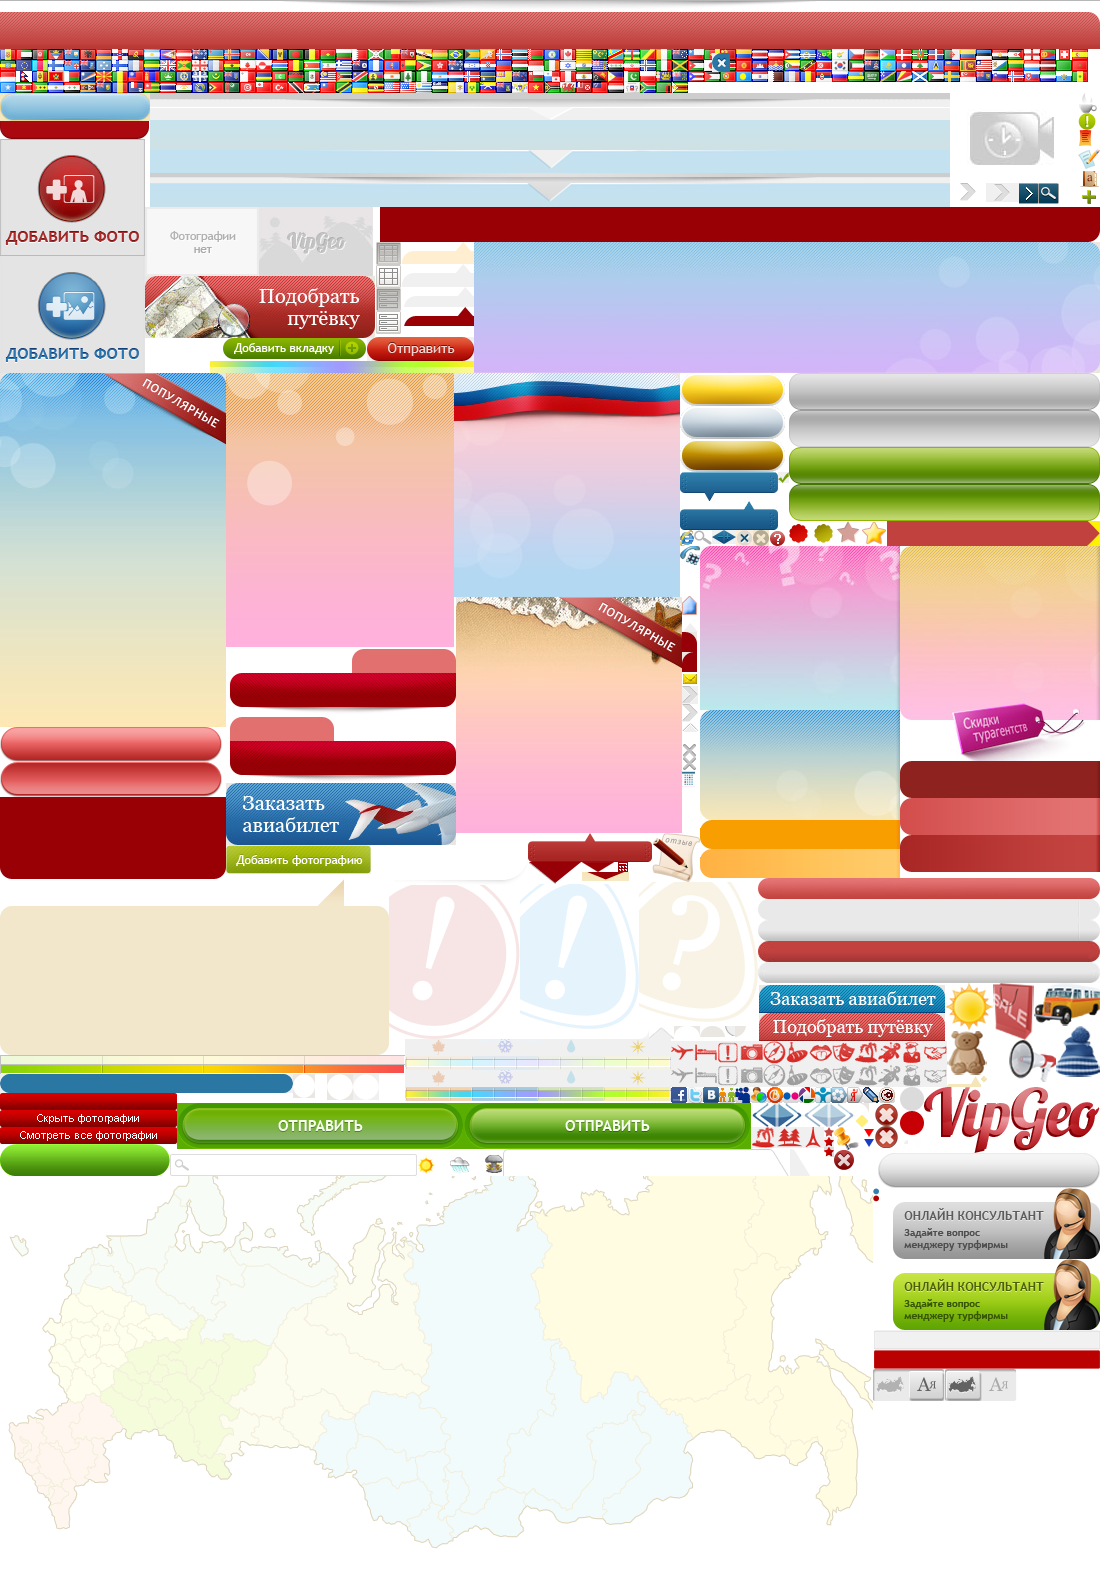 ДОБАВИТЬ ФОТО
Фотографии
нет
VipGeo
Подобрать
путёвку
ДОБАВИТЬ ФОТО
Добавить вкладку
Отправить
ПОПУЛЯРНЫЕ
ПОПУЛЯРНЫЕ
Скидки
турагентств
Заказать
авиабилет
отзыв
Добавить фотографию
Заказать авиабилет
SALE
Подобрать путёвку
Скрыть фотографии
Смотреть все фотографии
ОТПРАВИТЬ
ОТПРАВИТЬ
VipGeo
ОНЛАЙН КОНСУЛЬТАНТ
Задайте вопрос
менеджеру турфирмы
ОНЛАЙН КОНСУЛЬТАНТ
Задайте вопрос
менеджеру турфирмы
Ая
Ая